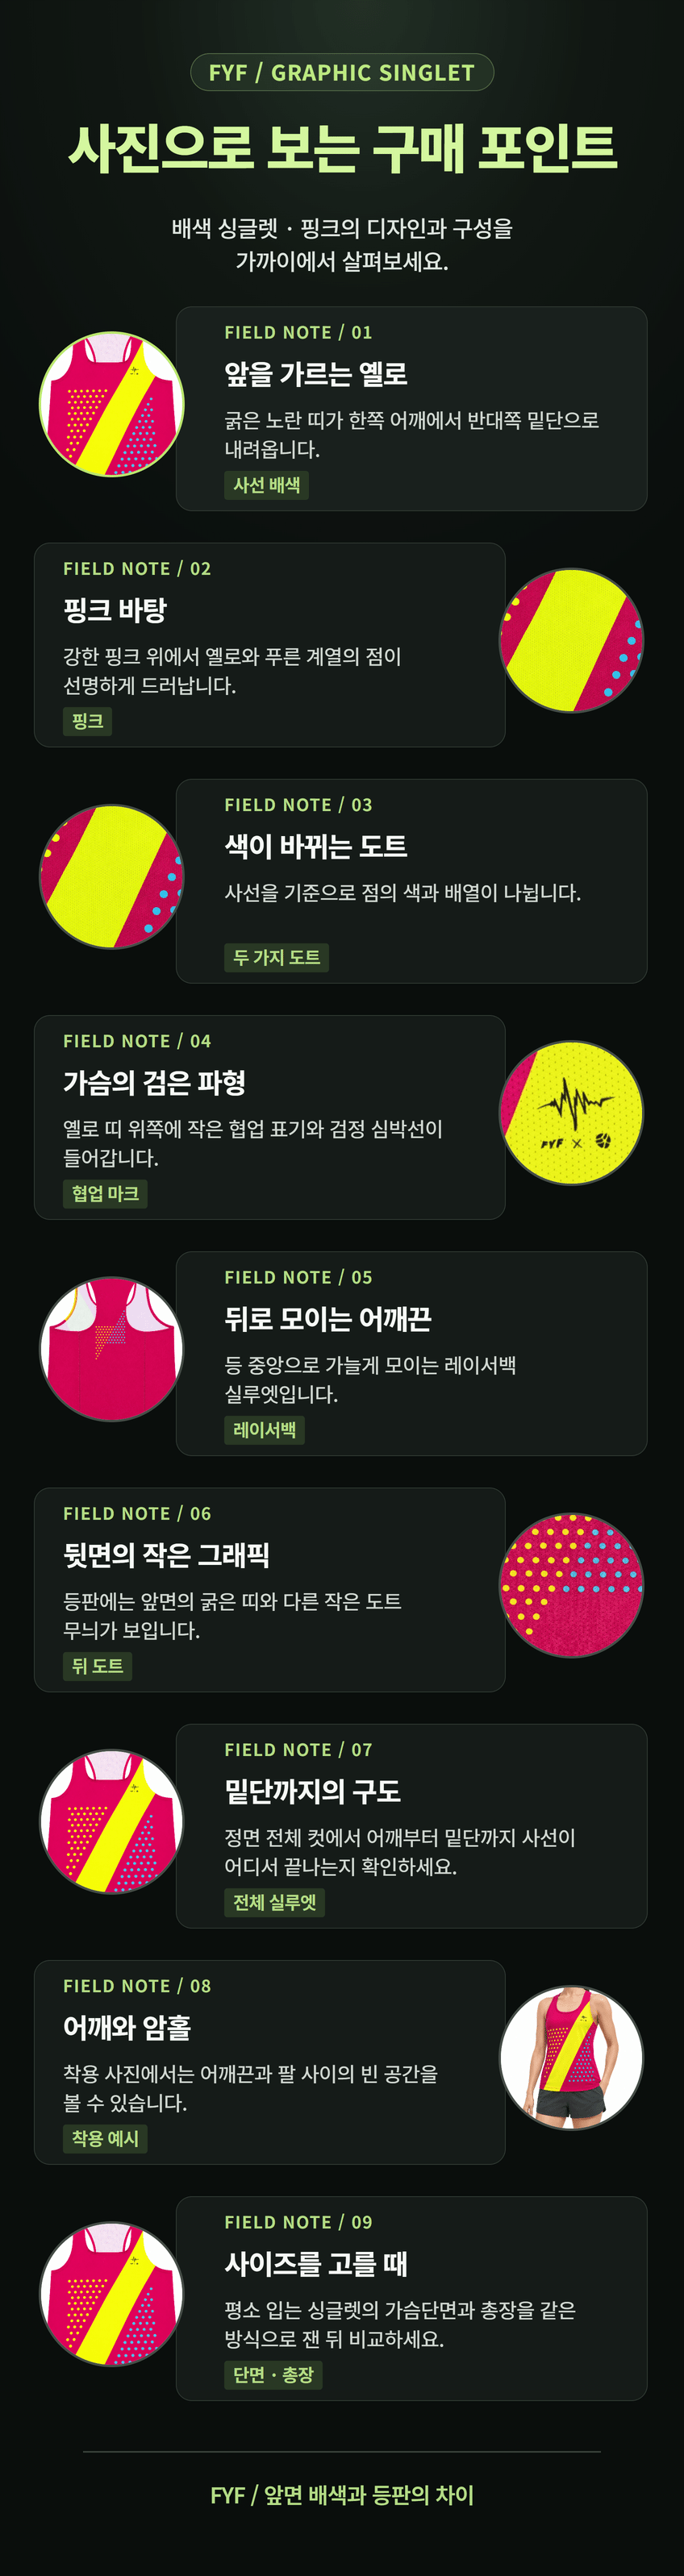 FYF / GRAPHIC SINGLET
사진으로 보는 구매 포인트
배색 싱글렛 · 핑크의 디자인과 구성을
가까이에서 살펴보세요.
FIELD NOTE / 01
앞을 가르는 옐로
굵은 노란 띠가 한쪽 어깨에서 반대쪽 밑단으로
내려옵니다.
사선 배색
FIELD NOTE / 02
핑크 바탕
강한 핑크 위에서 옐로와 푸른 계열의 점이
선명하게 드러납니다.
핑크
FIELD NOTE / 03
색이 바뀌는 도트
사선을 기준으로 점의 색과 배열이 나뉩니다.
두 가지 도트
FIELD NOTE / 04
가슴의 검은 파형
옐로 띠 위쪽에 작은 협업 표기와 검정 심박선이
들어갑니다.
협업 마크
FYF ×
FIELD NOTE / 05
뒤로 모이는 어깨끈
등 중앙으로 가늘게 모이는 레이서백
실루엣입니다.
레이서백
FIELD NOTE / 06
뒷면의 작은 그래픽
등판에는 앞면의 굵은 띠와 다른 작은 도트
무늬가 보입니다.
뒤 도트
FIELD NOTE / 07
밑단까지의 구도
정면 전체 컷에서 어깨부터 밑단까지 사선이
어디서 끝나는지 확인하세요.
전체 실루엣
FIELD NOTE / 08
어깨와 암홀
착용 사진에서는 어깨끈과 팔 사이의 빈 공간을
볼 수 있습니다.
착용 예시
FIELD NOTE / 09
사이즈를 고를 때
평소 입는 싱글렛의 가슴단면과 총장을 같은
방식으로 잰 뒤 비교하세요.
단면 · 총장
FYF / 앞면 배색과 등판의 차이